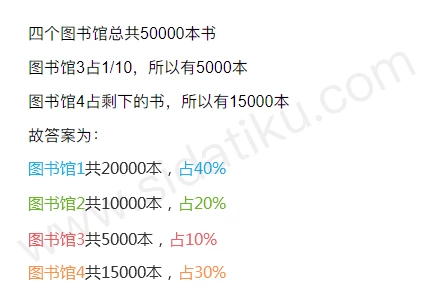 四个图书馆总共50000本书
图书馆3占1/10，所以有5000本
图书馆4占剩下的书，所以有15000本
故答案为：
图书馆1共20000本，占40%
图书馆2共10000本，占20%
图书馆3共5000本，占10%
图书馆4共15000本，占30%
www.sidatiku.com